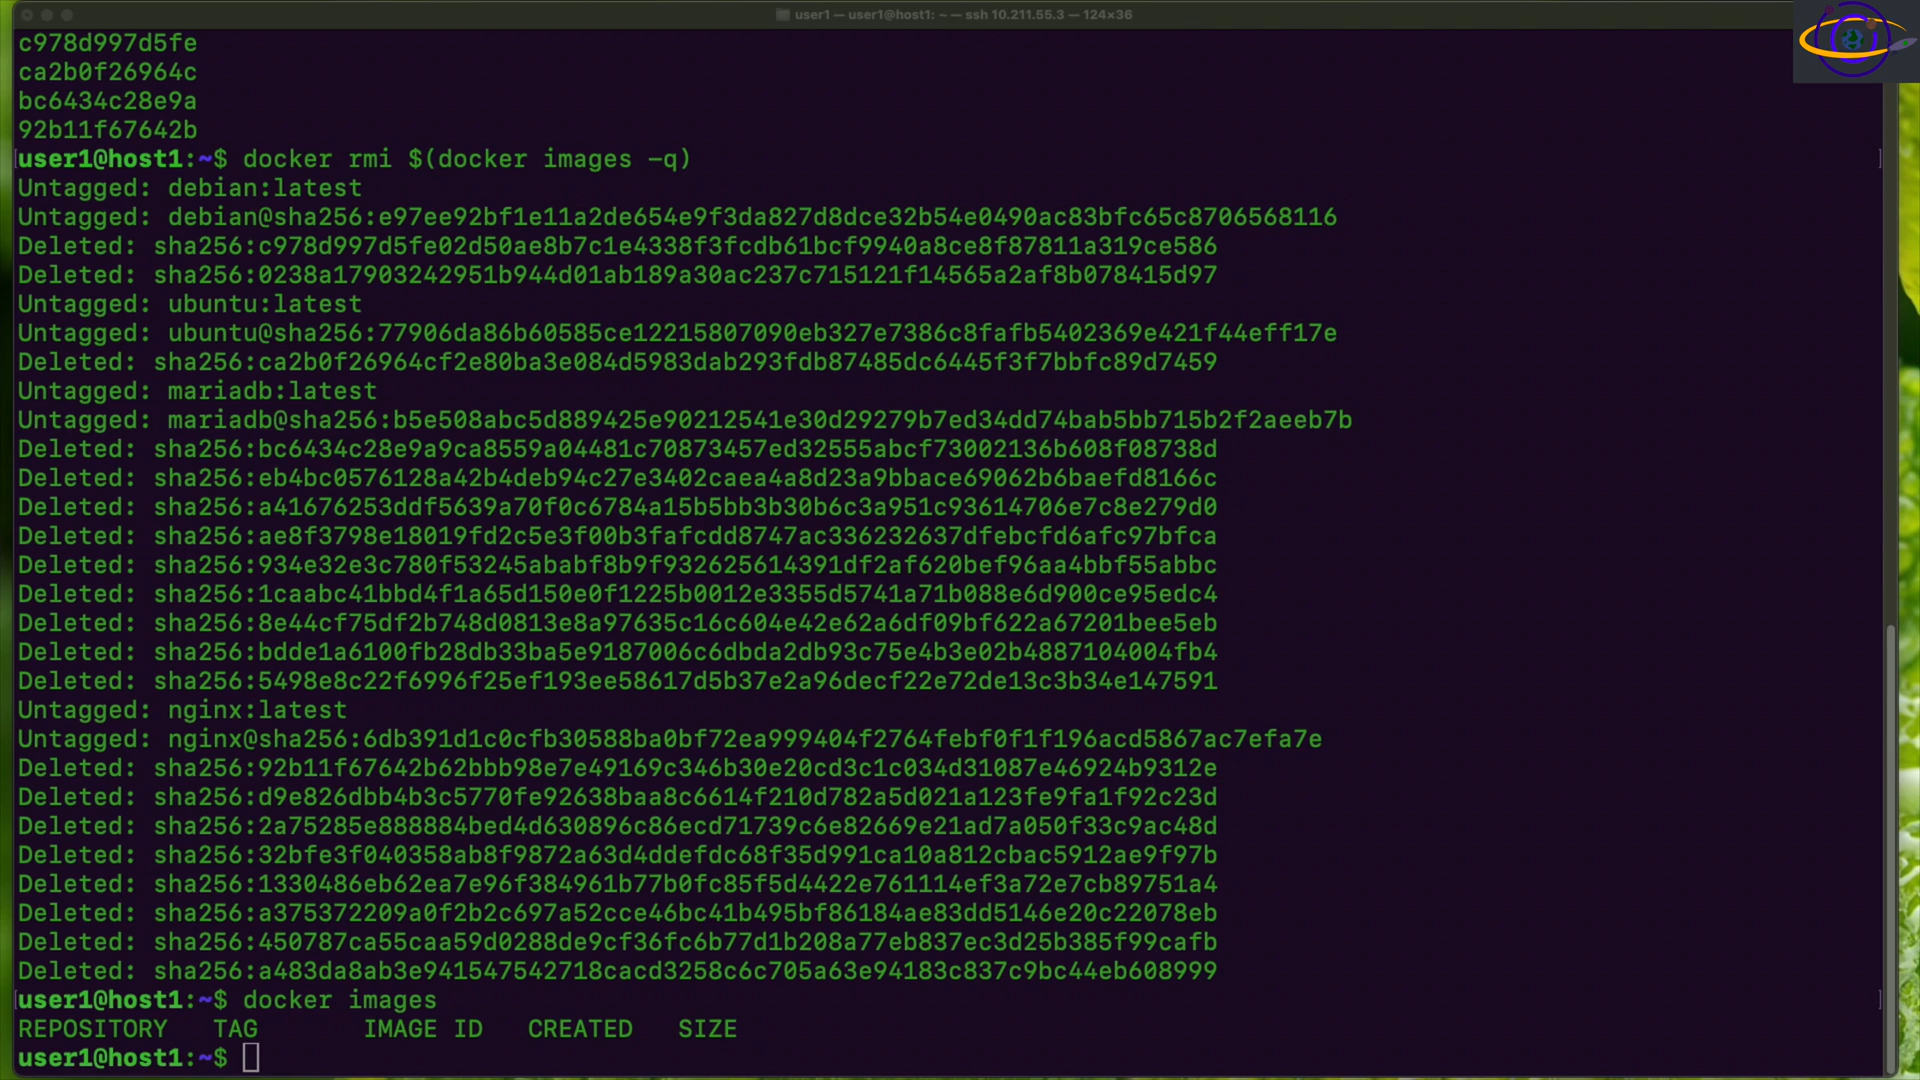 user1 — user1@host1: ~ — ssh 10.211.55.3 — 124×36
c978d997d5fe
ca2b0f26964c
bc6434c28e9a
92b11f67642b
user1@host1:~$ docker rmi $(docker images -q)
Untagged: debian:latest
Untagged: debian@sha256:e97ee92bf1e11a2de654e9f3da827d8dce32b54e0490ac83bfc65c8706568116
Deleted: sha256:c978d997d5fe02d50ae8b7c1e4338f3fcdb61bcf9940a8ce8f87811a319ce586
Deleted: sha256:0238a17903242951b944d01ab189a30ac237c715121f14565a2af8b078415d97
Untagged: ubuntu:latest
Untagged: ubuntu@sha256:77906da86b60585ce12215807090eb327e7386c8fafb5402369e421f44eff17e
Deleted: sha256:ca2b0f26964cf2e80ba3e084d5983dab293fdb87485dc6445f3f7bbfc89d7459
Untagged: mariadb:latest
Untagged: mariadb@sha256:b5e508abc5d889425e90212541e30d29279b7ed34dd74bab5bb715b2f2aeeb7b
Deleted: sha256:bc6434c28e9a9ca8559a04481c70873457ed32555abcf73002136b608f08738d
Deleted: sha256:eb4bc0576128a42b4deb94c27e3402caea4a8d23a9bbace69062b6baefd8166c
Deleted: sha256:a41676253ddf5639a70f0c6784a15b5bb3b30b6c3a951c93614706e7c8e279d0
Deleted: sha256:ae8f3798e18019fd2c5e3f00b3fafcdd8747ac336232637dfebcfd6afc97bfca
Deleted: sha256:934e32e3c780f53245ababf8b9f932625614391df2af620bef96aa4bbf55abbc
Deleted: sha256:1caabc41bbd4f1a65d150e0f1225b0012e3355d5741a71b088e6d900ce95edc4
Deleted: sha256:8e44cf75df2b748d0813e8a97635c16c604e42e62a6df09bf622a67201bee5eb
Deleted: sha256:bdde1a6100fb28db33ba5e9187006c6dbda2db93c75e4b3e02b4887104004fb4
Deleted: sha256:5498e8c22f6996f25ef193ee58617d5b37e2a96decf22e72de13c3b34e147591
Untagged: nginx:latest
Untagged: nginx@sha256:6db391d1c0cfb30588ba0bf72ea999404f2764febf0f1f196acd5867ac7efa7e
Deleted: sha256:92b11f67642b62bbb98e7e49169c346b30e20cd3c1c034d31087e46924b9312e
Deleted: sha256:d9e826dbb4b3c5770fe92638baa8c6614f210d782a5d021a123fe9fa1f92c23d
Deleted: sha256:2a75285e888884bed4d630896c86ecd71739c6e82669e21ad7a050f33c9ac48d
Deleted: sha256:32bfe3f040358ab8f9872a63d4ddefdc68f35d991ca10a812cbac5912ae9f97b
Deleted: sha256:1330486eb62ea7e96f384961b77b0fc85f5d4422e761114ef3a72e7cb89751a4
Deleted: sha256:a375372209a0f2b2c697a52cce46bc41b495bf86184ae83dd5146e20c22078eb
Deleted: sha256:450787ca55caa59d0288de9cf36fc6b77d1b208a77eb837ec3d25b385f99cafb
Deleted: sha256:a483da8ab3e941547542718cacd3258c6c705a63e94183c837c9bc44eb608999
user1@host1:~$ docker images
REPOSITORY TAG IMAGE ID CREATED SIZE
user1@host1:~$